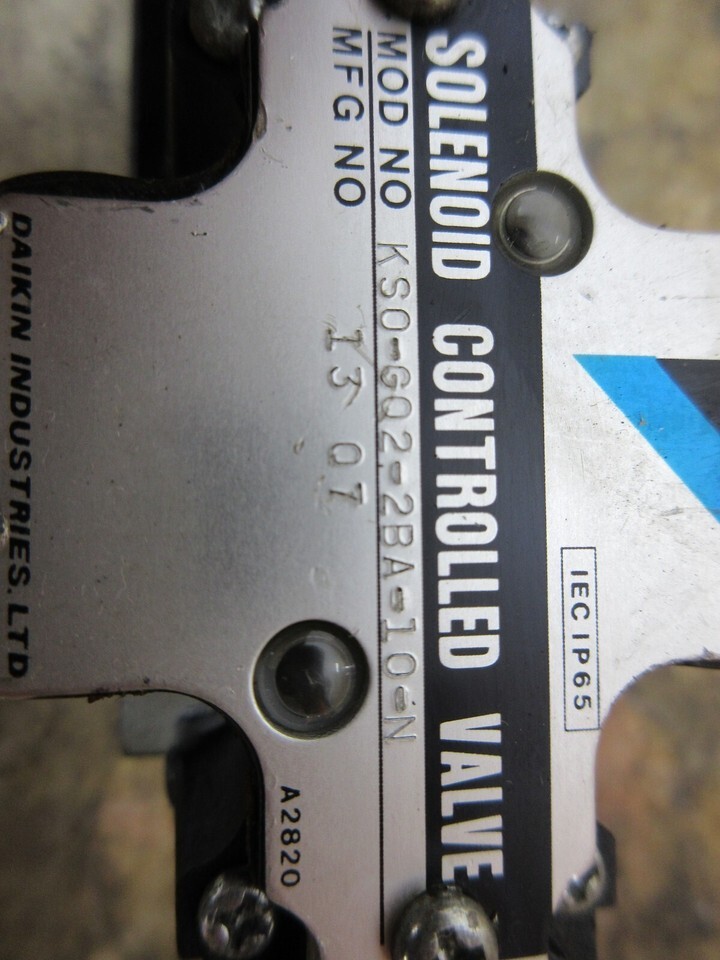 IEC IP65
SOLENOID CONTROLLED VALVE
MOD NO KSO-G02-2BA-10-N
MFG NO 13 07
A2820
DAIKIN INDUSTRIES.LTD